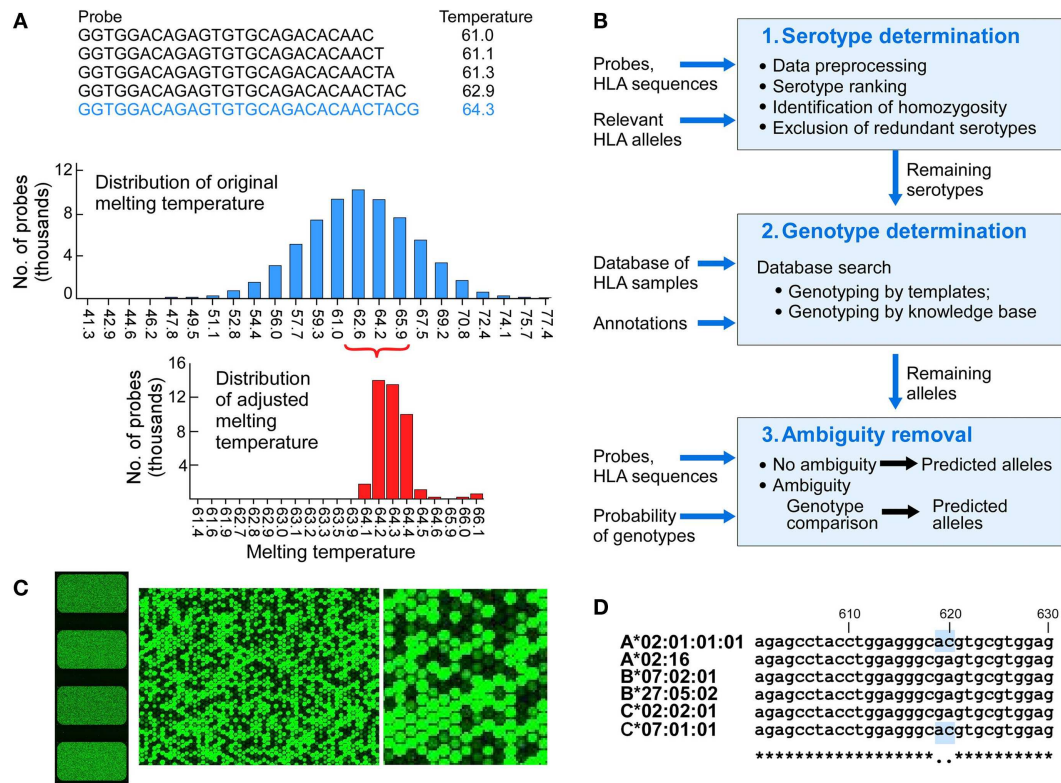 A
Probe Temperature
GGTGGACAGAGTGTGCAGACACAAC 61.0
GGTGGACAGAGTGTGCAGACACAACT 61.1
GGTGGACAGAGTGTGCAGACACAACTA 61.3
GGTGGACAGAGTGTGCAGACACAACTAC 62.9
GGTGGACAGAGTGTGCAGACACAACTACG 64.3
No. of probes
(thousands)
12
8
4
0
Distribution of original
melting temperature
41.3 42.9 44.6 46.2 47.8 49.5 51.1 52.8 54.4 56.0 57.7 59.3 61.0 62.6 64.2 65.9 67.5 69.2 70.8 72.4 74.1 75.7 77.4
No. of probes
(thousands)
16
12
8
4
Distribution
of adjusted
melting
temperature
61.4 61.6 61.9 62.7 62.2 62.9 63.0 63.2 63.3 63.5 63.9 64.1 64.2 64.3 64.4 64.5 64.6 65.9 66.0 66.1
Melting temperature
B
Probes,
HLA sequences
Relevant
HLA alleles
1. Serotype determination
• Data preprocessing
• Serotype ranking
• Identification of homozygosity
• Exclusion of redundant serotypes
Remaining
serotypes
Database of
HLA samples
Annotations
2. Genotype determination
Database search
• Genotyping by templates;
• Genotyping by knowledge base
Remaining
alleles
Probes,
HLA sequences
Probability
of genotypes
3. Ambiguity removal
• No ambiguity Predicted alleles
• Ambiguity
Genotype Predicted
comparison alleles
C
D
610 620 630
A*02:01:01:01 agagcctacctggagggcacgtgcgtggag
A*02:16 agagcctacctggagggcgagtgcgtggag
B*07:02:01 agagcctacctggagggcgagtgcgtggag
B*27:05:02 agagcctacctggagggcgagtgcgtggag
C*02:02:01 agagcctacctggagggcgagtgcgtggag
C*07:01:01 agagcctacctggagggcacgtgcgtggag
******************..**********